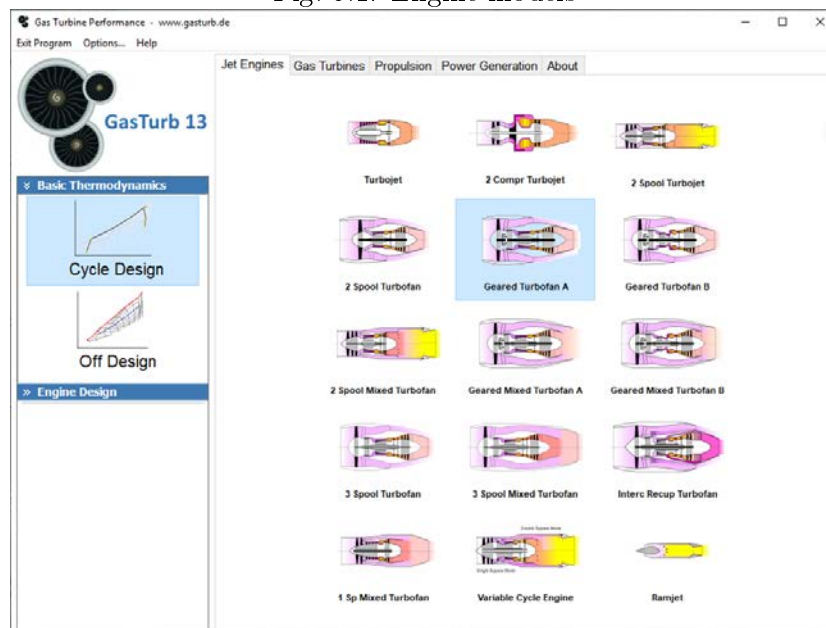 Gas Turbine Performance - www.gasturb.de
Exit Program Options... Help
GasTurb 13
Basic Thermodynamics
Cycle Design
Off Design
Engine Design
Jet Engines Gas Turbines Propulsion Power Generation About
Turbojet 2 Compr Turbojet 2 Spool Turbojet
2 Spool Turbofan Geared Turbofan A Geared Turbofan B
2 Spool Mixed Turbofan Geared Mixed Turbofan A Geared Mixed Turbofan B
3 Spool Turbofan 3 Spool Mixed Turbofan Interc Recup Turbofan
1 Sp Mixed Turbofan Variable Cycle Engine Ramjet